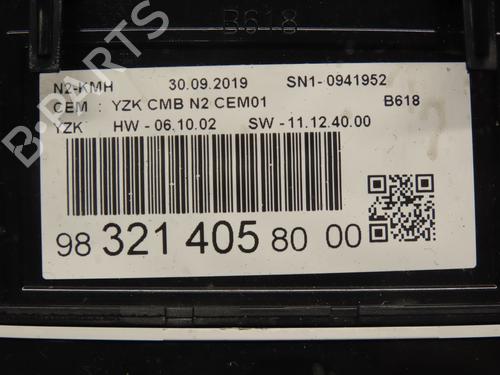 B618
N2-KMH 30.09.2019 SN1- 0941952
CEM : YZK CMB N2 CEM01 B618
YZK HW - 06.10.02 SW - 11.12.40.00
98 321 405 80 00
B-PARTS